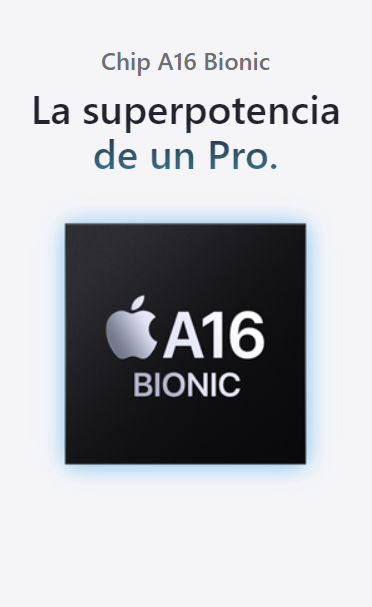 Chip A16 Bionic
La superpotencia
de un Pro.
A16
BIONIC